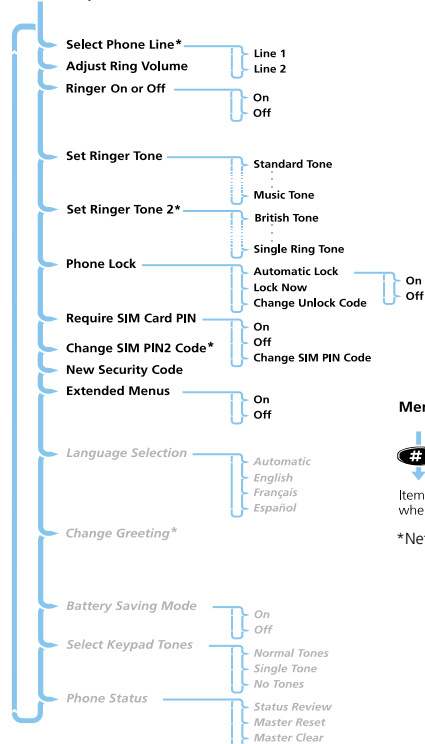 Select Phone Line*
Line 1
Line 2
Adjust Ring Volume
Ringer On or Off
On
Off
Set Ringer Tone
Standard Tone
Music Tone
Set Ringer Tone 2*
British Tone
Single Ring Tone
Phone Lock
Automatic Lock
On
Off
Lock Now
Change Unlock Code
Require SIM Card PIN
On
Off
Change SIM PIN Code
Change SIM PIN2 Code*
New Security Code
Extended Menus
On
Off
Language Selection
Automatic
English
Français
Español
Change Greeting*
Battery Saving Mode
On
Off
Select Keypad Tones
Normal Tones
Single Tone
No Tones
Phone Status
Status Review
Master Reset
Master Clear
#
Item
whe